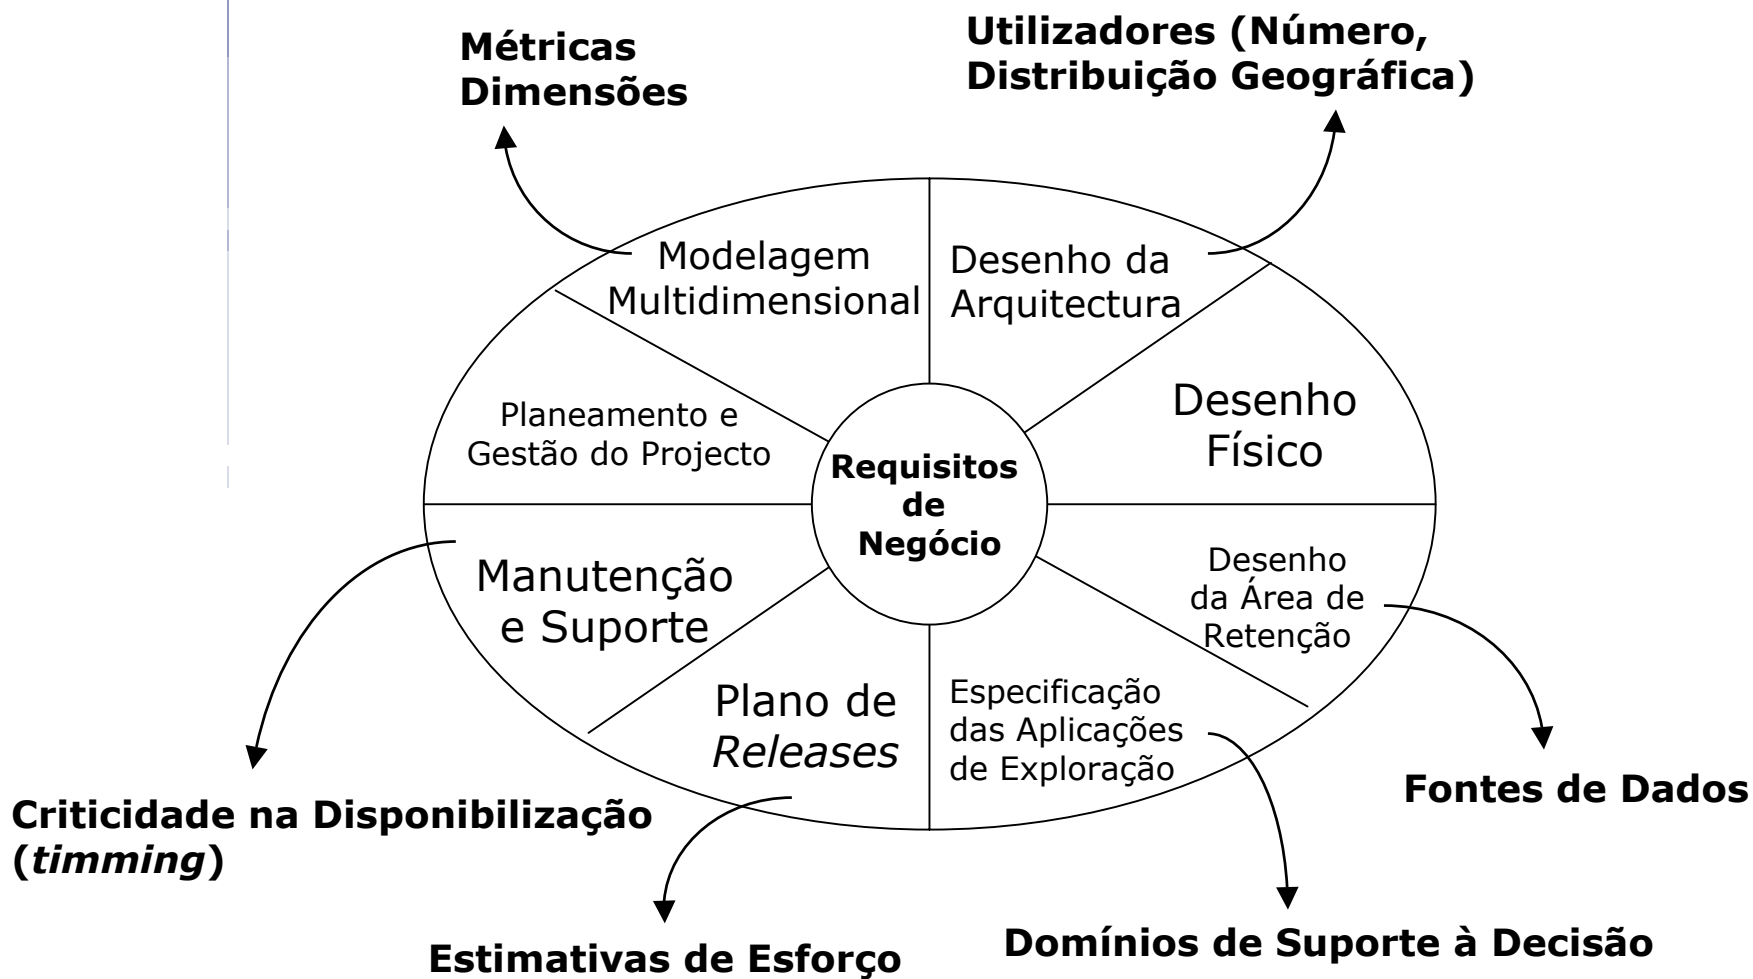 Métricas
Dimensões
Utilizadores (Número,
Distribuição Geográfica)
Modelagem
Multidimensional
Desenho da
Arquitectura
Planeamento e
Gestão do Projecto
Desenho
Físico
Requisitos
de
Negócio
Manutenção
e Suporte
Desenho
da Área de
Retenção
Plano de
Releases
Especificação
das Aplicações
de Exploração
Fontes de Dados
Criticidade na Disponibilização
(timming)
Estimativas de Esforço
Domínios de Suporte à Decisão